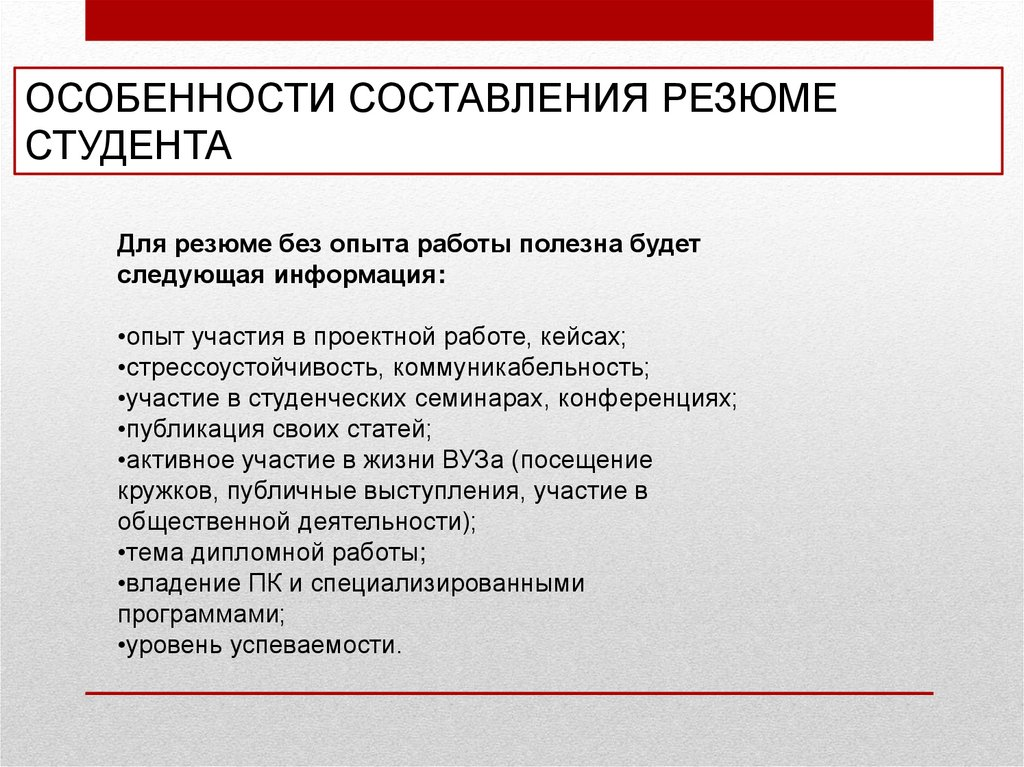 ОСОБЕННОСТИ СОСТАВЛЕНИЯ РЕЗЮМЕ
СТУДЕНТА
Для резюме без опыта работы полезна будет
следующая информация:
•опыт участия в проектной работе, кейсах;
•стрессоустойчивость, коммуникабельность;
•участие в студенческих семинарах, конференциях;
•публикация своих статей;
•активное участие в жизни ВУЗа (посещение
кружков, публичные выступления, участие в
общественной деятельности);
•тема дипломной работы;
•владение ПК и специализированными
программами;
•уровень успеваемости.